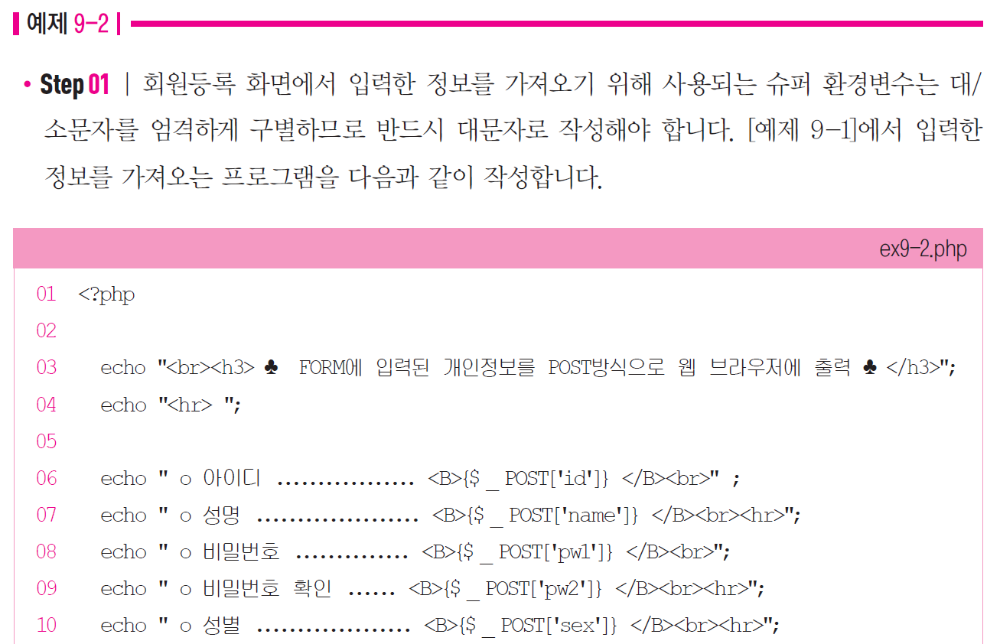 예제 9-2
• Step 01 | 회원등록 화면에서 입력한 정보를 가져오기 위해 사용되는 슈퍼 환경변수는 대/
소문자를 엄격하게 구별하므로 반드시 대문자로 작성해야 합니다. [예제 9-1]에서 입력한
정보를 가져오는 프로그램을 다음과 같이 작성합니다.
ex9-2.php
01 <?php
02
03 echo "<br><h3> ♣ FORM에 입력된 개인정보를 POST방식으로 웹 브라우저에 출력 ♣ </h3>";
04 echo "<hr> ";
05
06 echo " o 아이디 ................. <B>{$ _ POST['id']} </B><br>" ;
07 echo " o 성명 .................... <B>{$ _ POST['name']} </B><br><hr>";
08 echo " o 비밀번호 .............. <B>{$ _ POST['pw1']} </B><br>";
09 echo " o 비밀번호 확인 ...... <B>{$ _ POST['pw2']} </B><br><hr>";
10 echo " o 성별 ................... <B>{$ _ POST['sex']} </B><br><hr>";